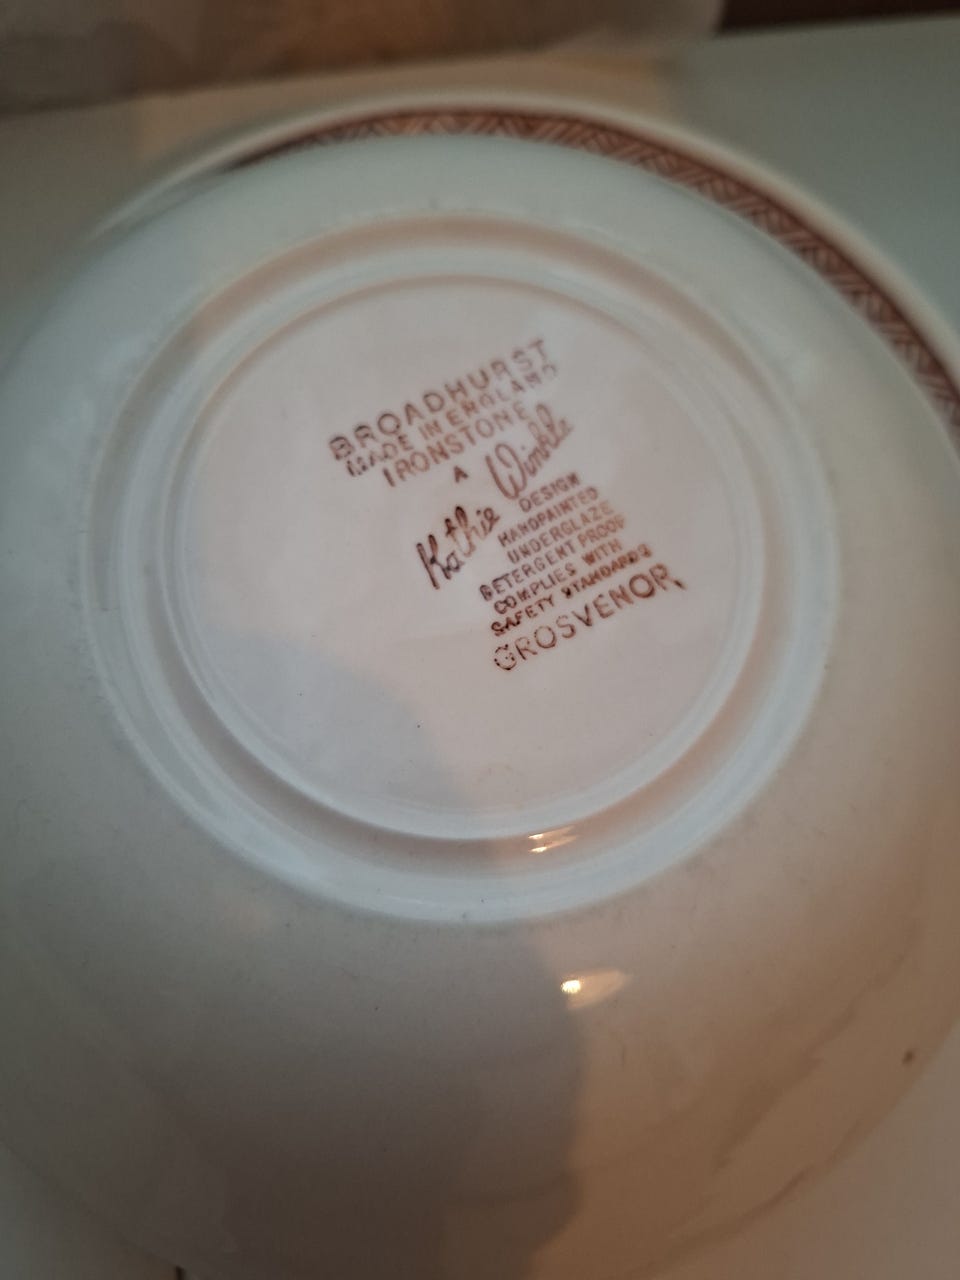 BROADHURST
MADE IN ENGLAND
IRONSTONE
A
Kathie Winkle
DESIGN
HANDPAINTED
UNDERGLAZE
DETERGENT PROOF
COMPLIES WITH
SAFETY STANDARDS
GROSVENOR